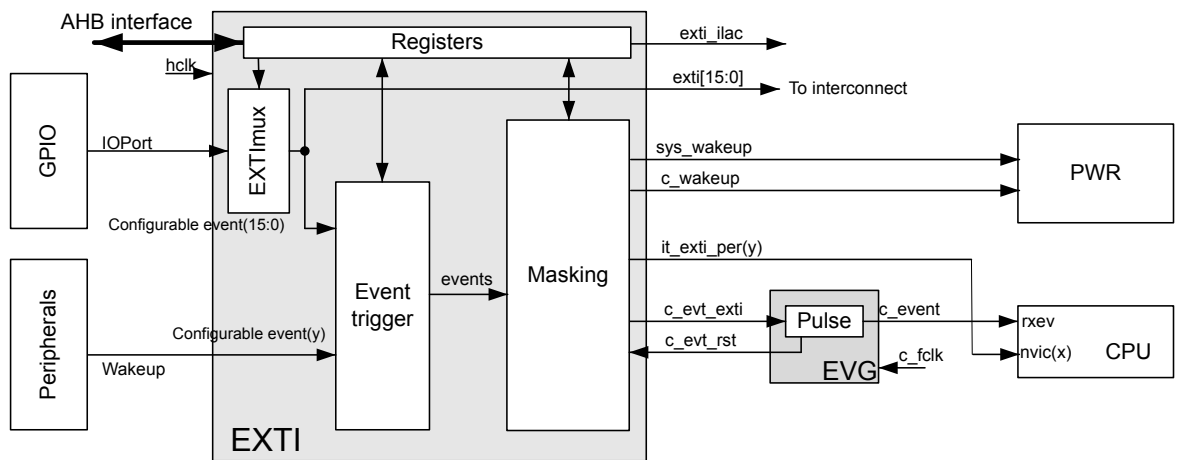 AHB interface
Registers
exti_ilac
hclk
exti[15:0]
To interconnect
GPIO
IOPort
EXTImux
sys_wakeup
c_wakeup
PWR
Configurable event(15:0)
Peripherals
Configurable event(y)
Wakeup
Event
trigger
events
Masking
it_exti_per(y)
c_evt_exti
c_evt_rst
Pulse
c_event
EVG
c_fclk
rxev
nvic(x)
CPU
EXTI